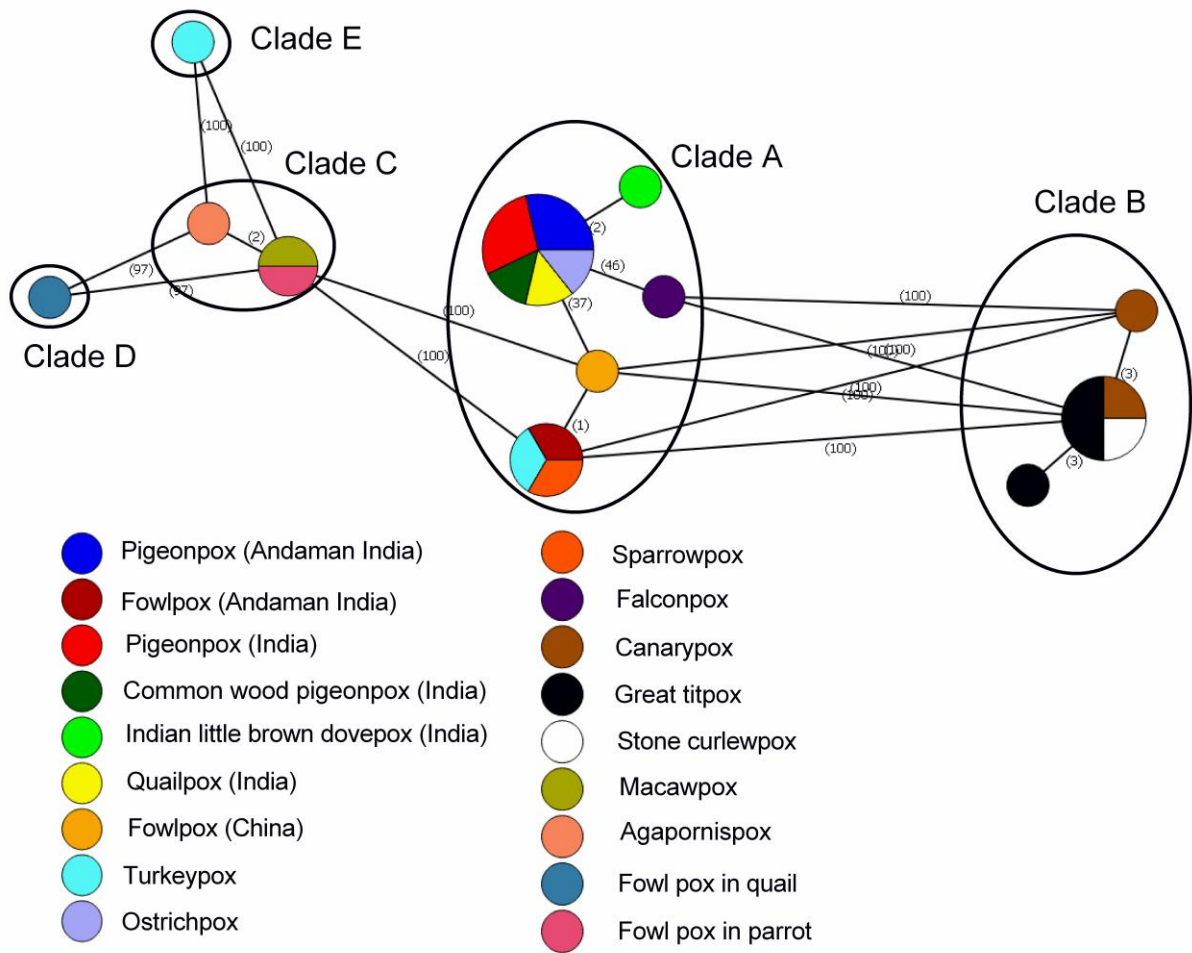 Clade E
(100)
(100)
Clade C
(2)
(97)
(97)
Clade D
(100)
(100)
Clade A
(2)
(46)
(37)
(1)
Clade B
(100)
(100)
(100)
(100)
(100)
(100)
(3)
(3)
Pigeonpox (Andaman India)
Fowlpox (Andaman India)
Pigeonpox (India)
Common wood pigeonpox (India)
Indian little brown dovepox (India)
Quailpox (India)
Fowlpox (China)
Turkeypox
Ostrichpox
Sparrowpox
Falconpox
Canarypox
Great titpox
Stone curlewpox
Macawpox
Agapornispox
Fowl pox in quail
Fowl pox in parrot